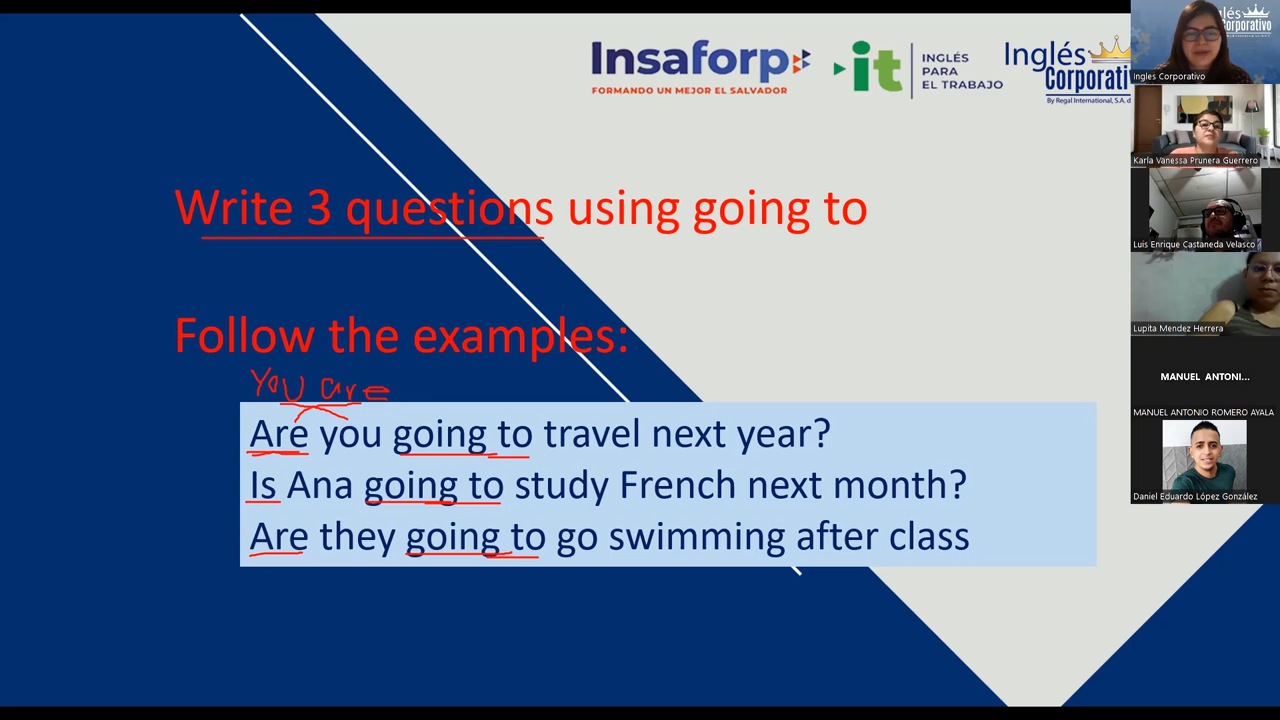 Insaforp
FORMANDO UN MEJOR EL SALVADOR
it
INGLÉS
PARA
EL TRABAJO
Inglés
Corporati
By Regal International, S.A. d
Write 3 questions using going to
Follow the examples:
You are
Are you going to travel next year?
Is Ana going to study French next month?
Are they going to go swimming after class
Ingles Corporativo
Karla Vanessa Prunera Guerrero
Luis Enrique Castaneda Velasco
Lupita Mendez Herrera
MANUEL ANTONI...
MANUEL ANTONIO ROMERO AYALA
Daniel Eduardo López González